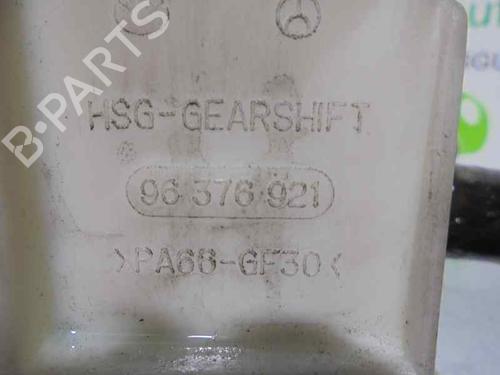 HSG-GEARSHIFT
96 376 921
>PA66-GF30<
B-PARTS